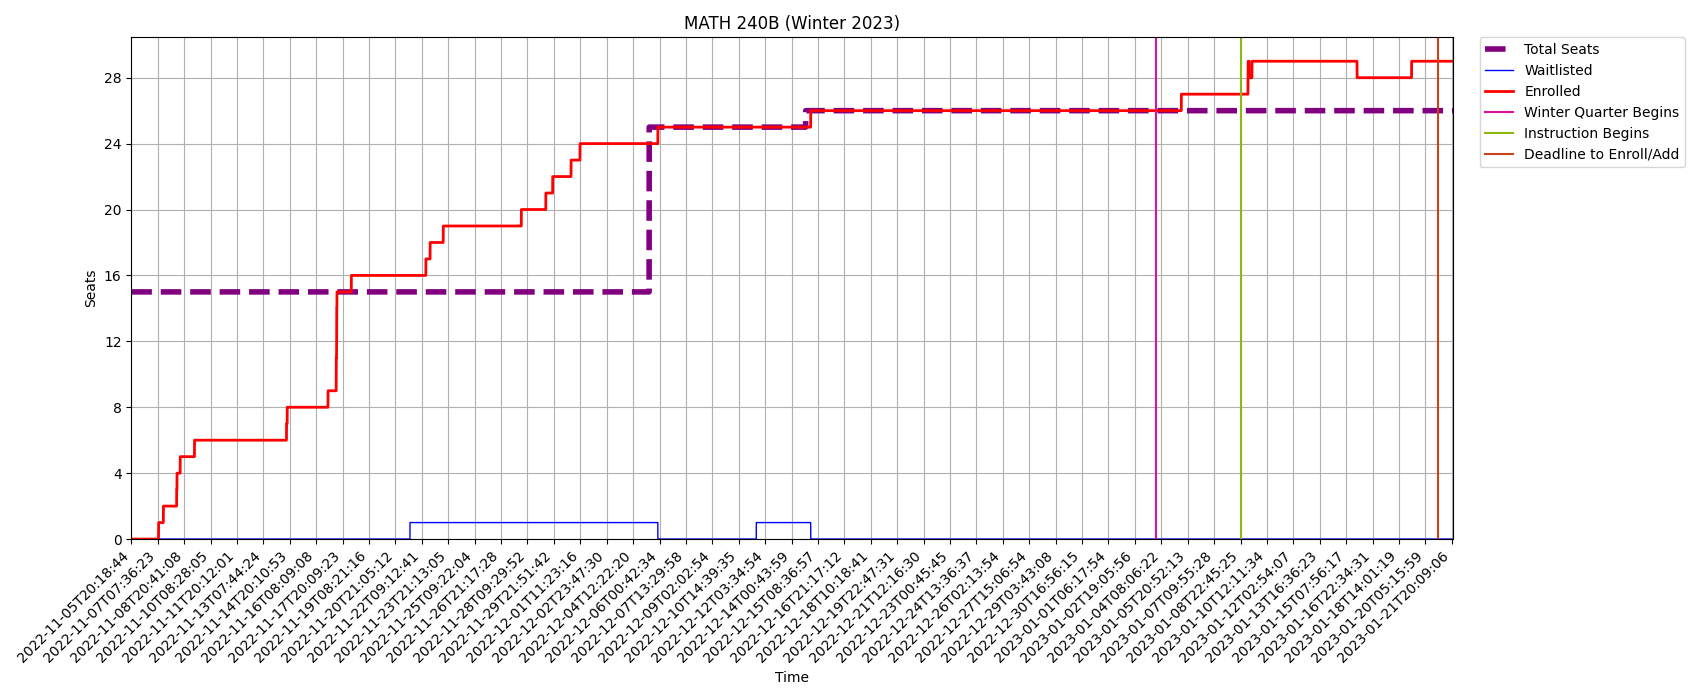 MATH 240B (Winter 2023)
Total Seats
Waitlisted
Enrolled
Winter Quarter Begins
Instruction Begins
Deadline to Enroll/Add
Seats
28
24
20
16
12
8
4
0
2022-11-05T20:18:44
2022-11-07T07:36:23
2022-11-08T20:41:08
2022-11-10T08:28:05
2022-11-11T20:12:01
2022-11-13T07:44:24
2022-11-14T20:10:53
2022-11-16T08:09:08
2022-11-17T20:09:23
2022-11-19T08:21:16
2022-11-20T21:05:12
2022-11-22T09:12:41
2022-11-23T21:13:05
2022-11-25T09:22:04
2022-11-26T21:17:28
2022-11-28T09:29:52
2022-11-29T21:51:42
2022-12-01T11:23:16
2022-12-02T23:47:30
2022-12-04T12:22:20
2022-12-06T00:42:34
2022-12-07T13:29:58
2022-12-09T02:02:54
2022-12-10T14:39:35
2022-12-12T03:34:54
2022-12-14T00:43:59
2022-12-15T08:36:57
2022-12-16T21:17:12
2022-12-18T10:18:41
2022-12-19T22:47:31
2022-12-21T12:16:30
2022-12-23T00:45:45
2022-12-24T13:36:37
2022-12-26T02:13:54
2022-12-27T15:06:54
2022-12-29T03:43:08
2022-12-30T16:56:15
2023-01-01T06:17:54
2023-01-02T19:05:56
2023-01-04T08:06:22
2023-01-05T20:52:13
2023-01-07T09:55:28
2023-01-08T22:45:25
2023-01-10T12:11:34
2023-01-12T02:54:07
2023-01-13T16:36:23
2023-01-15T07:56:17
2023-01-16T22:34:31
2023-01-18T14:01:19
2023-01-20T05:15:59
2023-01-21T20:09:06
Time